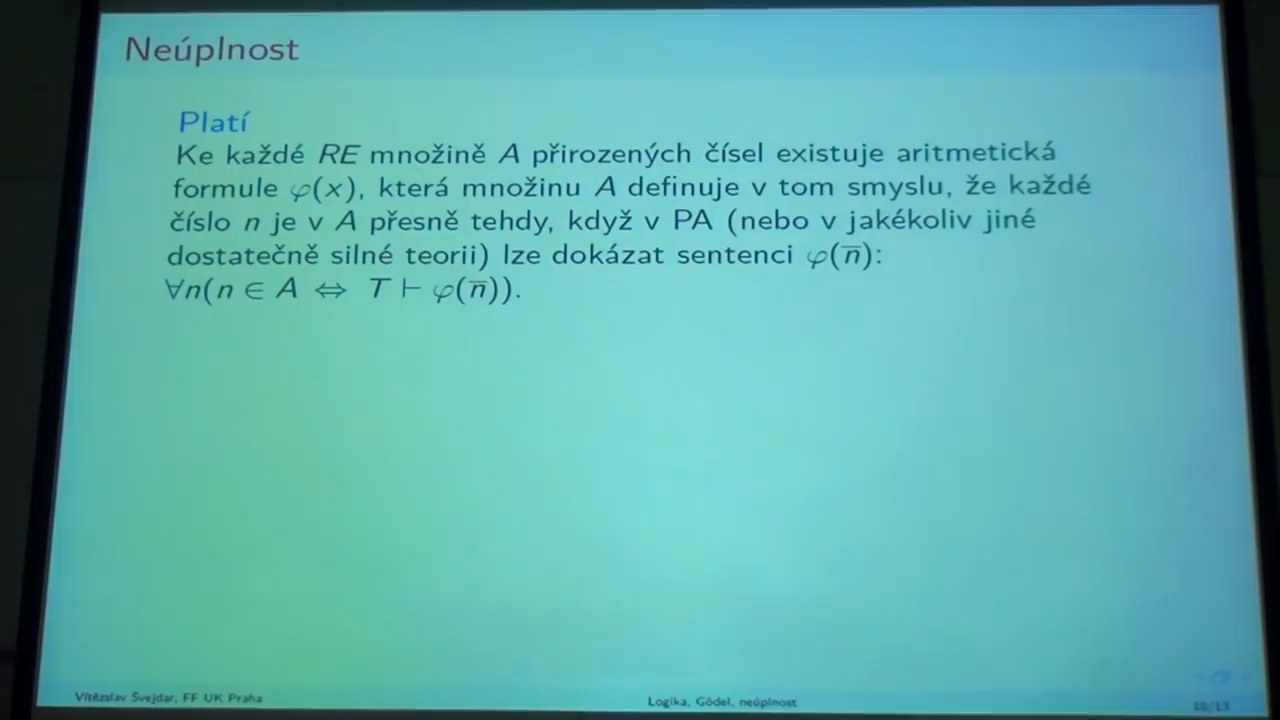 Neúplnost
Platí
Ke každé RE množině A přirozených čísel existuje aritmetická
formule φ(x), která množinu A definuje v tom smyslu, že každé
číslo n je v A přesně tehdy, když v PA (nebo v jakékoliv jiné
dostatečně silné teorii) lze dokázat sentenci φ(n̅):
∀n(n ∈ A ⇔ T ⊢ φ(n̅)).
Vítězslav Švejdar, FF UK Praha
Logika, Gödel, neúplnost
10/13